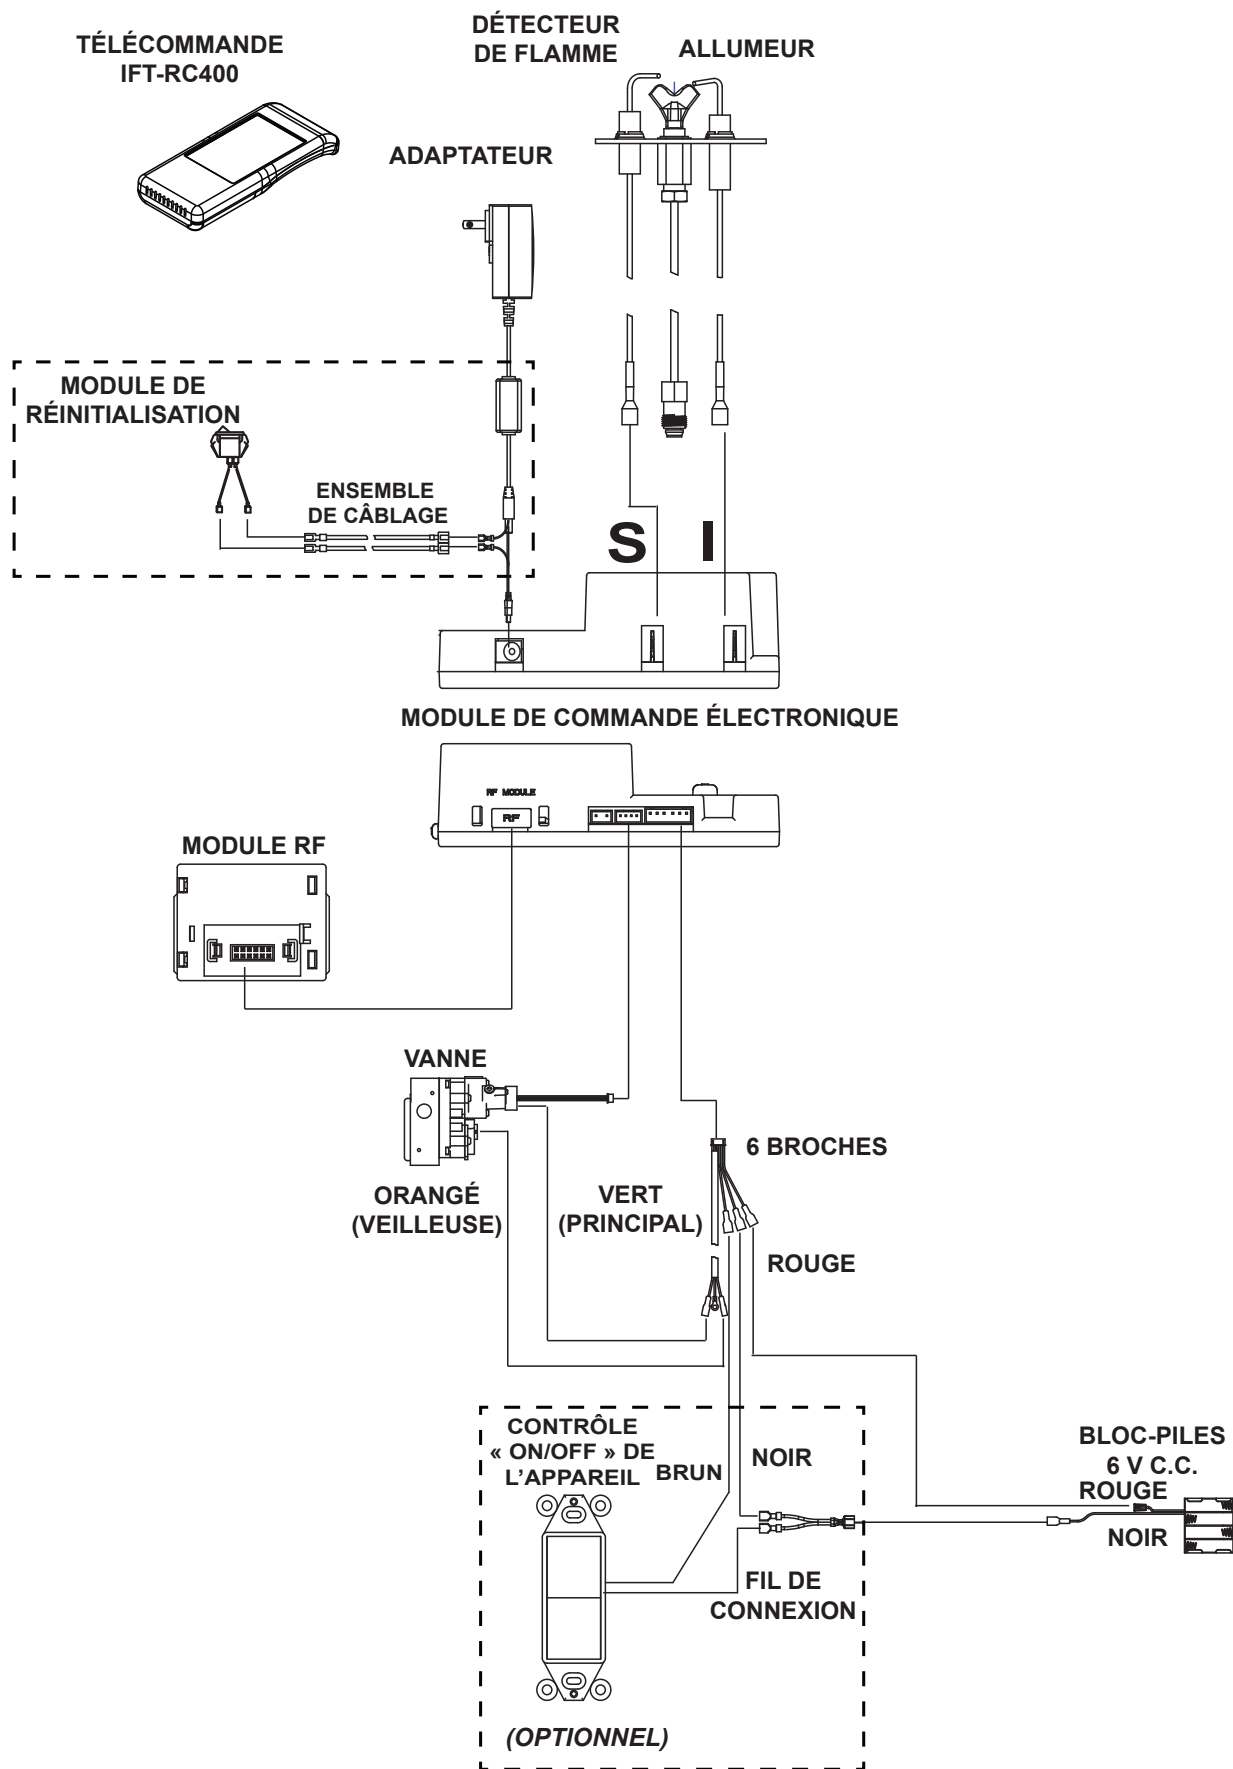 TÉLÉCOMMANDE
IFT-RC400
DÉTECTEUR
DE FLAMME
ALLUMEUR
ADAPTATEUR
MODULE DE
RÉINITIALISATION
ENSEMBLE
DE CÂBLAGE
S
I
MODULE DE COMMANDE ÉLECTRONIQUE
RF MODULE
RF
MODULE RF
VANNE
6 BROCHES
ORANGÉ
(VEILLEUSE)
VERT
(PRINCIPAL)
ROUGE
CONTRÔLE
« ON/OFF » DE
L'APPAREIL
BRUN
NOIR
BLOC-PILES
6 V C.C.
ROUGE
NOIR
FIL DE
CONNEXION
(OPTIONNEL)